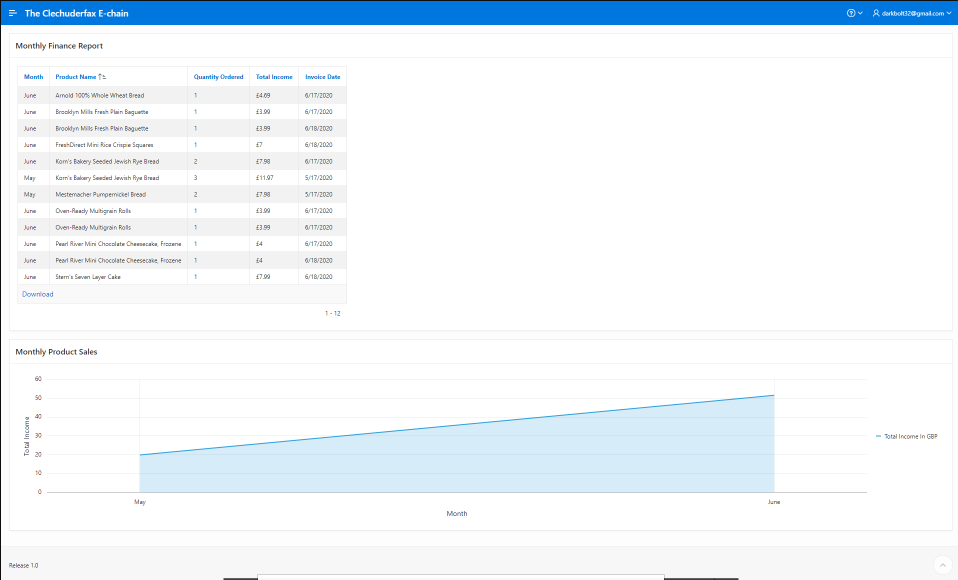 The Clechuderfax E-chain
darkbolt32@gmail.com
Monthly Finance Report
Month Product Name Quantity Ordered Total Income Invoice Date
June Arnold 100% Whole Wheat Bread 1 £4.69 6/17/2020
June Brooklyn Mills Fresh Plain Baguette 1 £3.99 6/17/2020
June Brooklyn Mills Fresh Plain Baguette 1 £3.99 6/18/2020
June FreshDirect Mini Rice Crispie Squares 1 £7 6/18/2020
June Korn's Bakery Seeded Jewish Rye Bread 2 £7.98 6/17/2020
May Korn's Bakery Seeded Jewish Rye Bread 3 £11.97 5/17/2020
May Mestemacher Pumpernickel Bread 2 £7.98 5/17/2020
June Oven-Ready Multigrain Rolls 1 £3.99 6/17/2020
June Oven-Ready Multigrain Rolls 1 £3.99 6/18/2020
June Pearl River Mini Chocolate Cheesecake, Frozene 1 £4 6/17/2020
June Pearl River Mini Chocolate Cheesecake, Frozene 1 £4 6/18/2020
June Stern's Seven Layer Cake 1 £7.99 6/18/2020
Download
1 - 12
Monthly Product Sales
60
50
40
30
20
10
0
Total Income
May June
Month
Total Income In GBP
Release 1.0